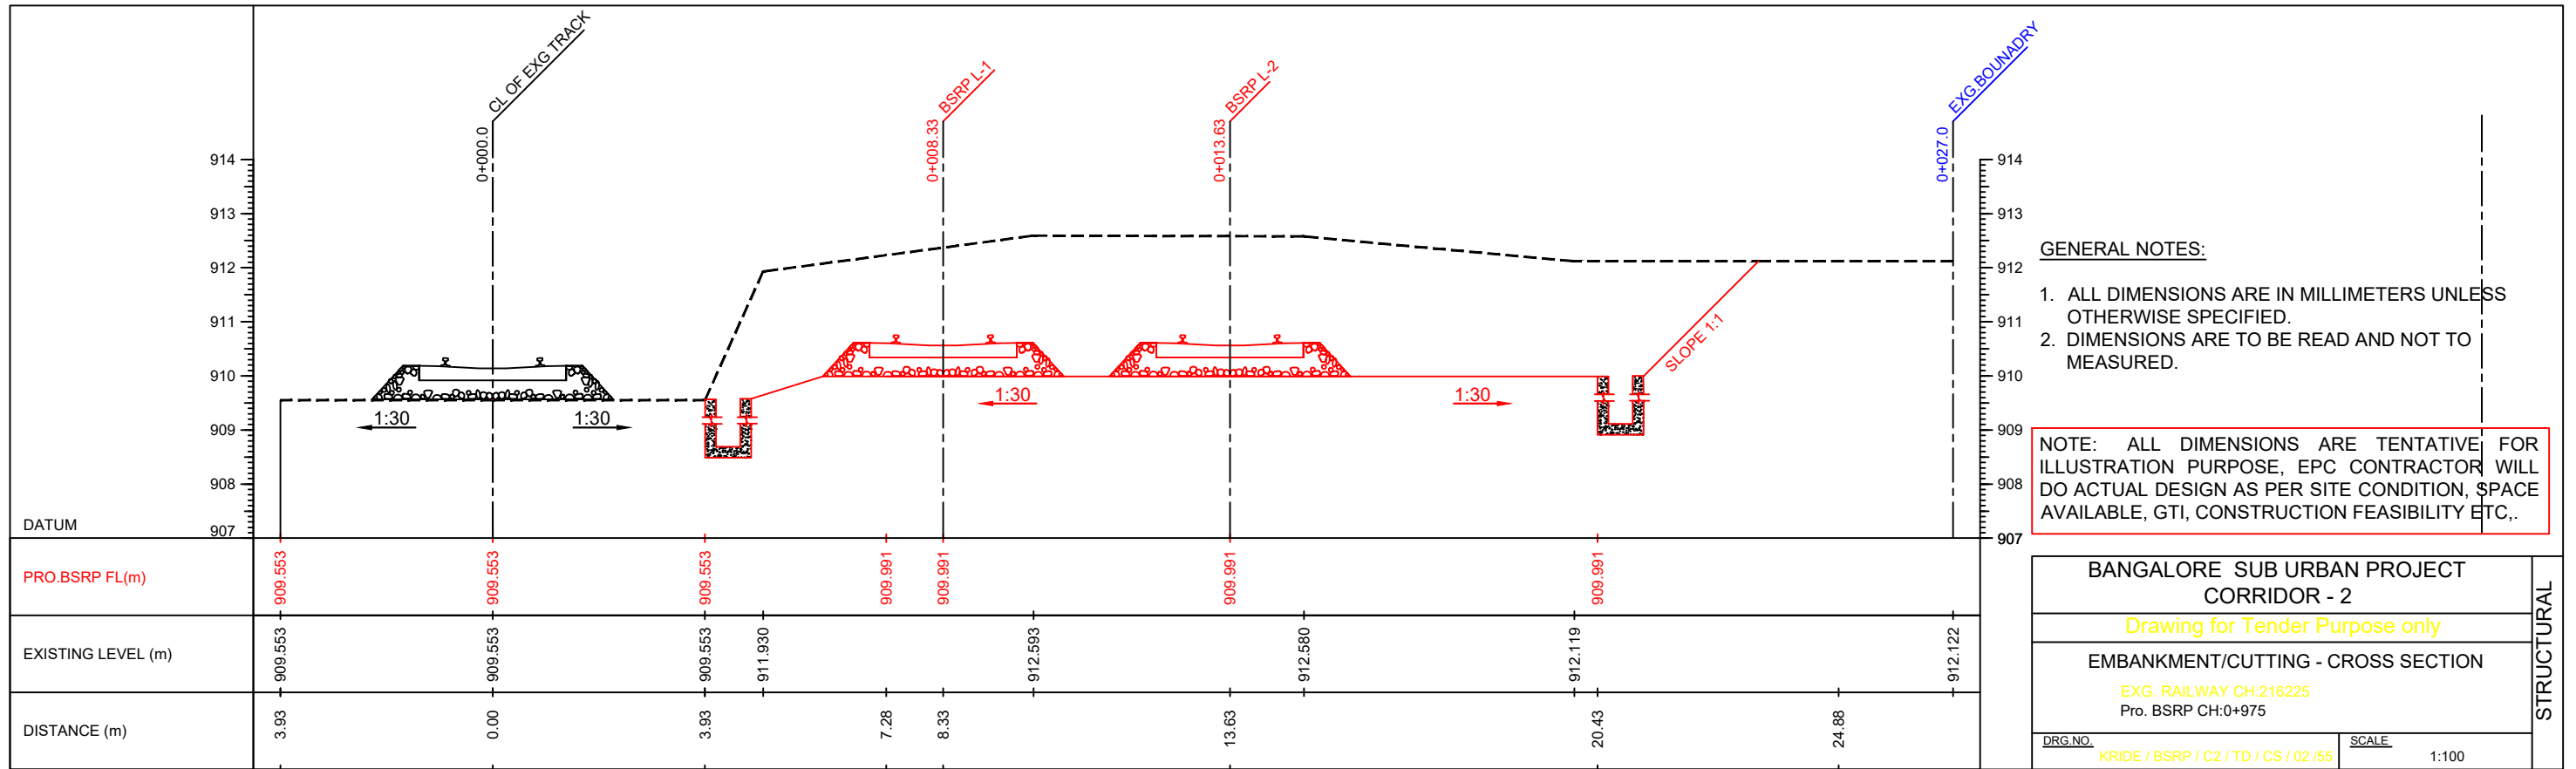 CL OF EXG TRACK
0+000.0
BSRP L-1
0+008.33
BSRP L-2
0+013.63
EXG.BOUNADRY
0+027.0
914
913
912
911
910
909
908
907
914
913
912
911
910
909
908
907
907
1:30
1:30
1:30
1:30
SLOPE 1:1
DATUM
PRO.BSRP FL(m)
909.553
909.553
909.553
909.991
909.991
909.991
909.991
EXISTING LEVEL (m)
909.553
909.553
909.553
911.930
912.593
912.580
912.119
912.122
DISTANCE (m)
3.93
0.00
3.93
7.28
8.33
13.63
20.43
24.88
GENERAL NOTES:
1. ALL DIMENSIONS ARE IN MILLIMETERS UNLESS
OTHERWISE SPECIFIED.
2. DIMENSIONS ARE TO BE READ AND NOT TO
MEASURED.
NOTE: ALL DIMENSIONS ARE TENTATIVE FOR
ILLUSTRATION PURPOSE, EPC CONTRACTOR WILL
DO ACTUAL DESIGN AS PER SITE CONDITION, SPACE
AVAILABLE, GTI, CONSTRUCTION FEASIBILITY ETC,.
BANGALORE SUB URBAN PROJECT
CORRIDOR - 2
Drawing for Tender Purpose only
EMBANKMENT/CUTTING - CROSS SECTION
EXG. RAILWAY CH:216225
Pro. BSRP CH:0+975
STRUCTURAL
DRG.NO.
KRIDE / BSRP / C2 / TD / CS / 02 /55
SCALE
1:100